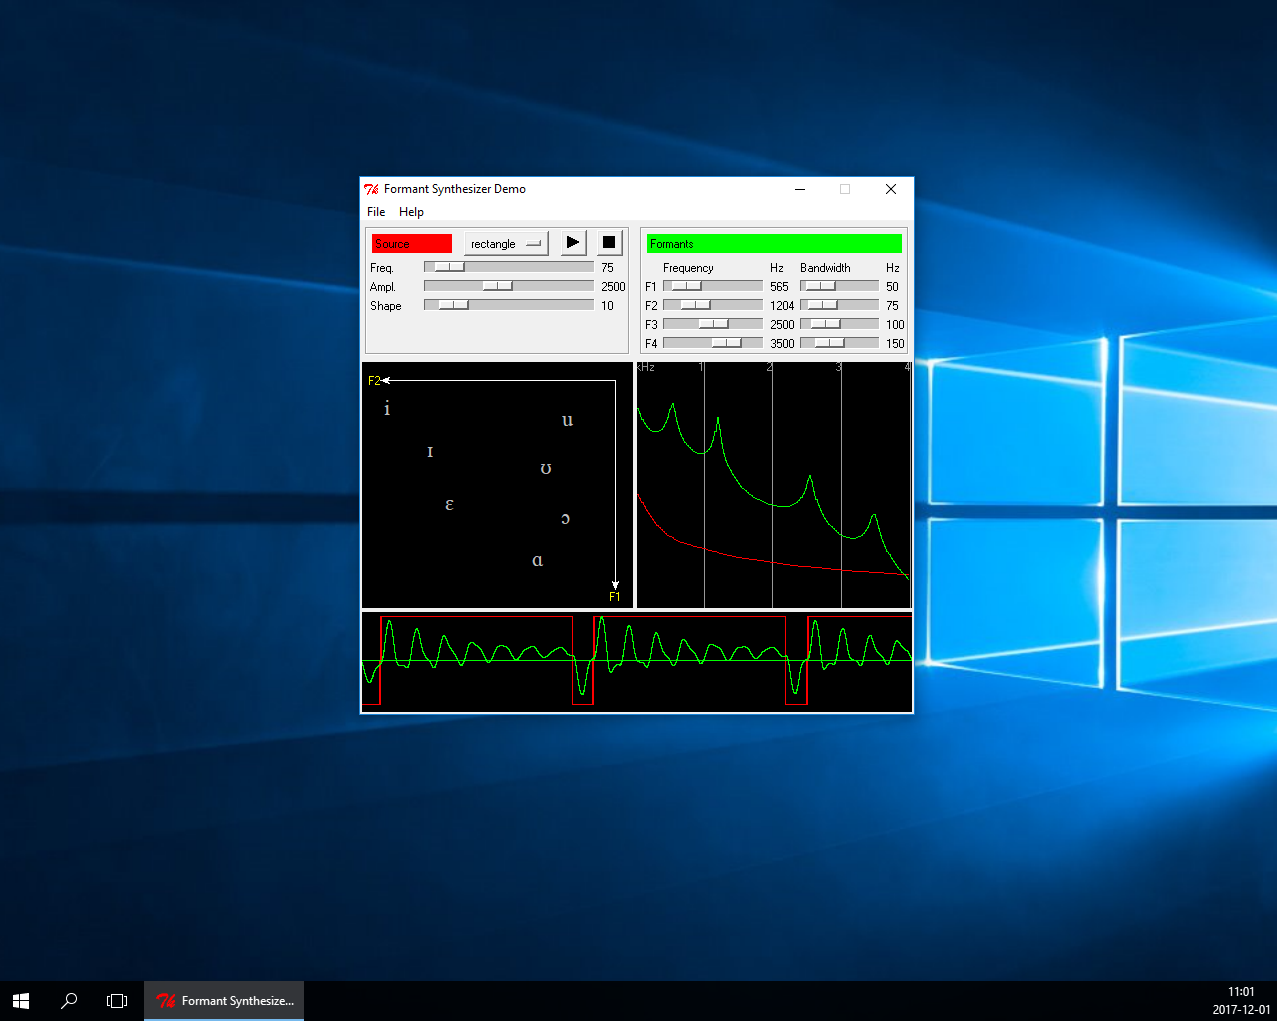 Formant Synthesizer Demo
File Help
Source rectangle
Freq. 75
Ampl. 2500
Shape 10
Formants
Frequency Hz Bandwidth Hz
F1 565 50
F2 1204 75
F3 2500 100
F4 3500 150
F2
i
u
ɪ
ʊ
ɛ
ɔ
ɑ
F1
kHz 1 2 3 4
Formant Synthesize...
11:01
2017-12-01